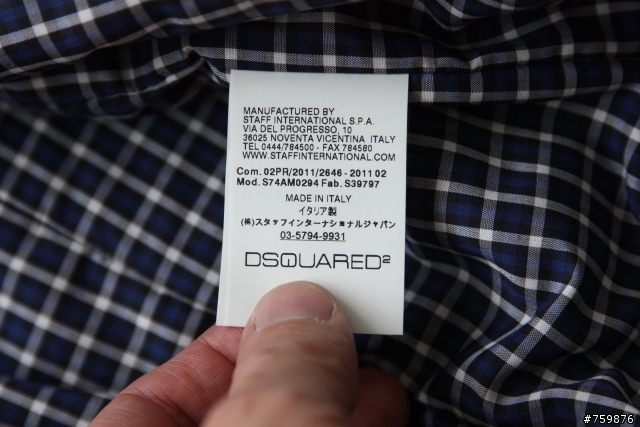 MANUFACTURED BY
STAFF INTERNATIONAL S.P.A.
VIA DEL PROGRESSO, 10
36025 NOVENTA VICENTINA ITALY
TEL 0444/784500 - FAX 784580
WWW.STAFFINTERNATIONAL.COM
Com. 02PR/2011/2646 - 2011 02
Mod. S74AM0294 Fab. S39797
MADE IN ITALY
イタリア製
(株)スタッフインターナショナルジャパン
03-5794-9931
DSQUARED²
#759876